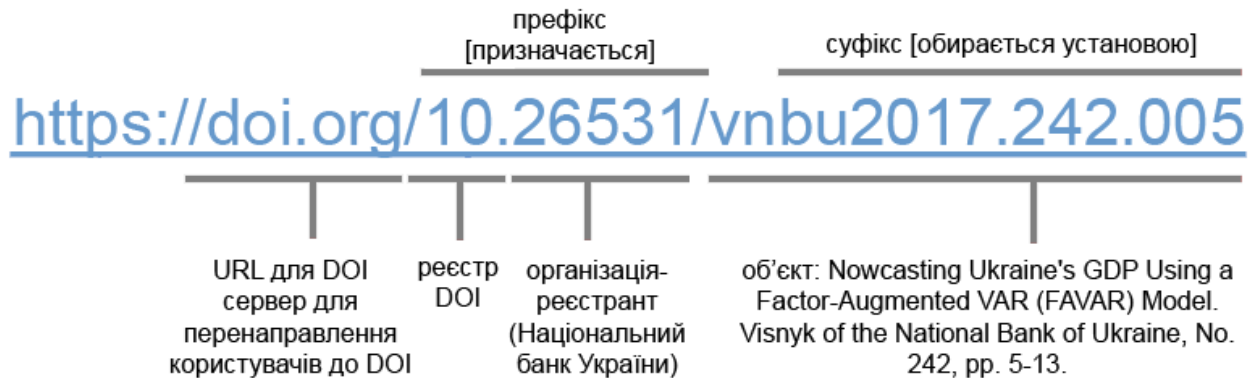 префікс
[призначається]
суфікс [обирається установою]
https://doi.org/10.26531/vnbu2017.242.005
URL для DOI
сервер для
перенаправлення
користувачів до DOI
реєстр
DOI
організація-
реєстрант
(Національний
банк України)
об’єкт: Nowcasting Ukraine's GDP Using a
Factor-Augmented VAR (FAVAR) Model.
Visnyk of the National Bank of Ukraine, No.
242, pp. 5-13.